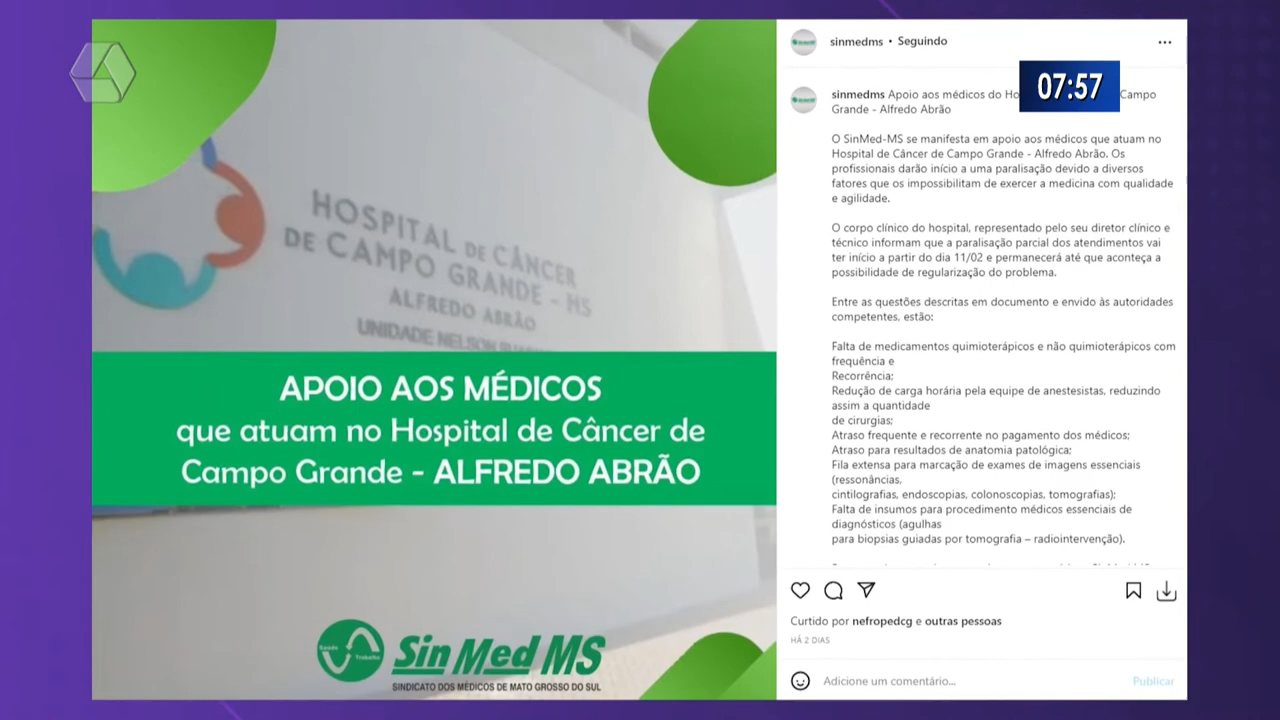 HOSPITAL DE CÂNCER
DE CAMPO GRANDE - MS
ALFREDO ABRÃO
UNIDADE NELSON
APOIO AOS MÉDICOS
que atuam no Hospital de Câncer de
Campo Grande - ALFREDO ABRÃO
Saúde
Trabalho
Sin Med MS
SINDICATO DOS MÉDICOS DE MATO GROSSO DO SUL
sinmedms • Seguindo
07:57
sinmedms Apoio aos médicos do Campo
Grande - Alfredo Abrão
O SinMed-MS se manifesta em apoio aos médicos que atuam no
Hospital de Câncer de Campo Grande - Alfredo Abrão. Os
profissionais darão início a uma paralisação devido a diversos
fatores que os impossibilitam de exercer a medicina com qualidade
e agilidade.
O corpo clínico do hospital, representado pelo seu diretor clínico e
técnico informam que a paralisação parcial dos atendimentos vai
ter início a partir do dia 11/02 e permanecerá até que aconteça a
possibilidade de regularização do problema.
Entre as questões descritas em documento e envido às autoridades
competentes, estão:
Falta de medicamentos quimioterápicos e não quimioterápicos com
frequência e
Recorrência;
Redução de carga horária pela equipe de anestesistas, reduzindo
assim a quantidade
de cirurgias;
Atraso frequente e recorrente no pagamento dos médicos;
Atraso para resultados de anatomia patológica;
Fila extensa para marcação de exames de imagens essenciais
(ressonâncias,
cintilografias, endoscopias, colonoscopias, tomografias);
Falta de insumos para procedimento médicos essenciais de
diagnósticos (agulhas
para biopsias guiadas por tomografia – radiointervenção).
Curtido por nefropedcg e outras pessoas
HÁ 2 DIAS
Adicione um comentário... Publicar